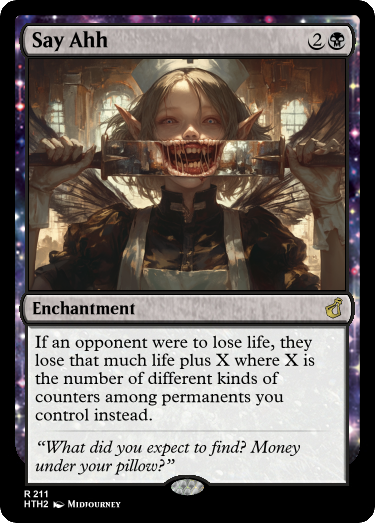 Say Ahh 2
Enchantment
If an opponent were to lose life, they
lose that much life plus X where X is
the number of different kinds of
counters among permanents you
control instead.
“What did you expect to find? Money
under your pillow?”
R 211
HTH2 Midjourney